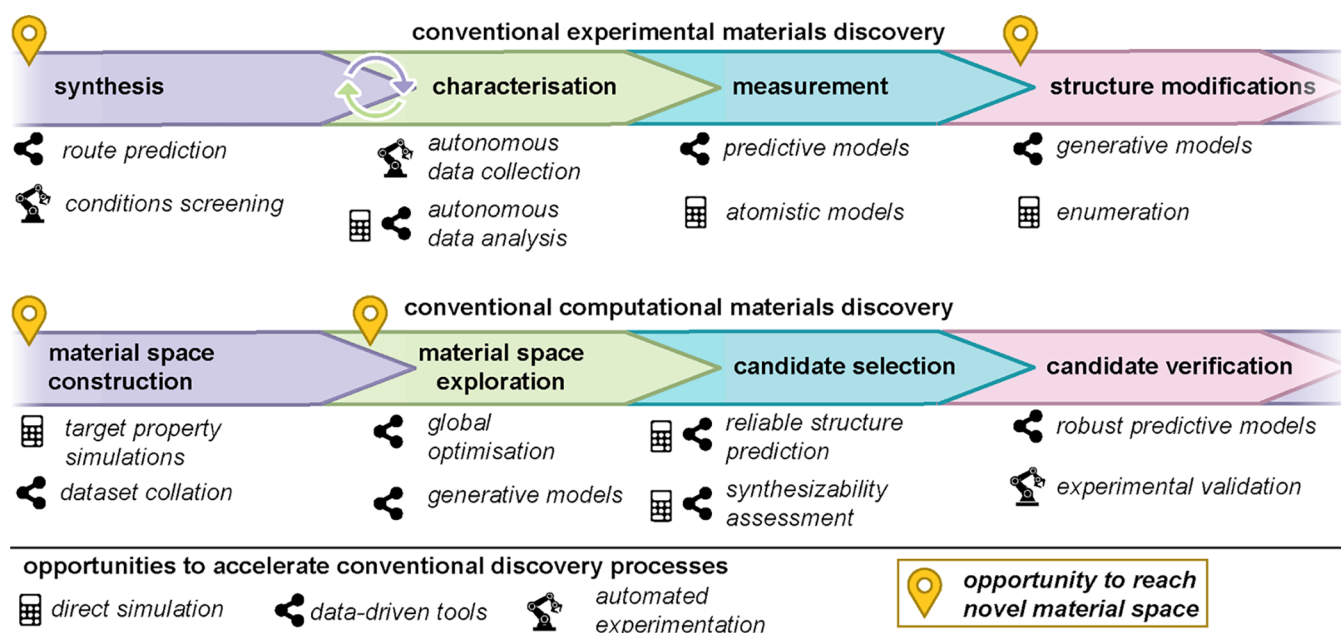 conventional experimental materials discovery
synthesis
characterisation
measurement
structure modifications
route prediction
conditions screening
autonomous
data collection
autonomous
data analysis
predictive models
atomistic models
generative models
enumeration
conventional computational materials discovery
material space
construction
material space
exploration
candidate selection
candidate verification
target property
simulations
dataset collation
global
optimisation
generative models
reliable structure
prediction
synthesizability
assessment
robust predictive models
experimental validation
opportunities to accelerate conventional discovery processes
direct simulation
data-driven tools
automated
experimentation
opportunity to reach
novel material space